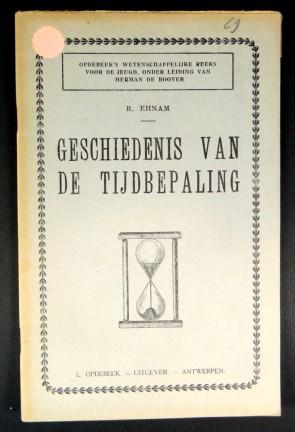 69
OPDEBEEK'S WETENSCHAPPELIJKE REEKS
VOOR DE JEUGD, ONDER LEIDING VAN
HERMAN DE ROOVER
R. EHNAM
GESCHIEDENIS VAN
DE TIJDBEPALING
L. OPDEBEEK. — UITGEVER. — ANTWERPEN.